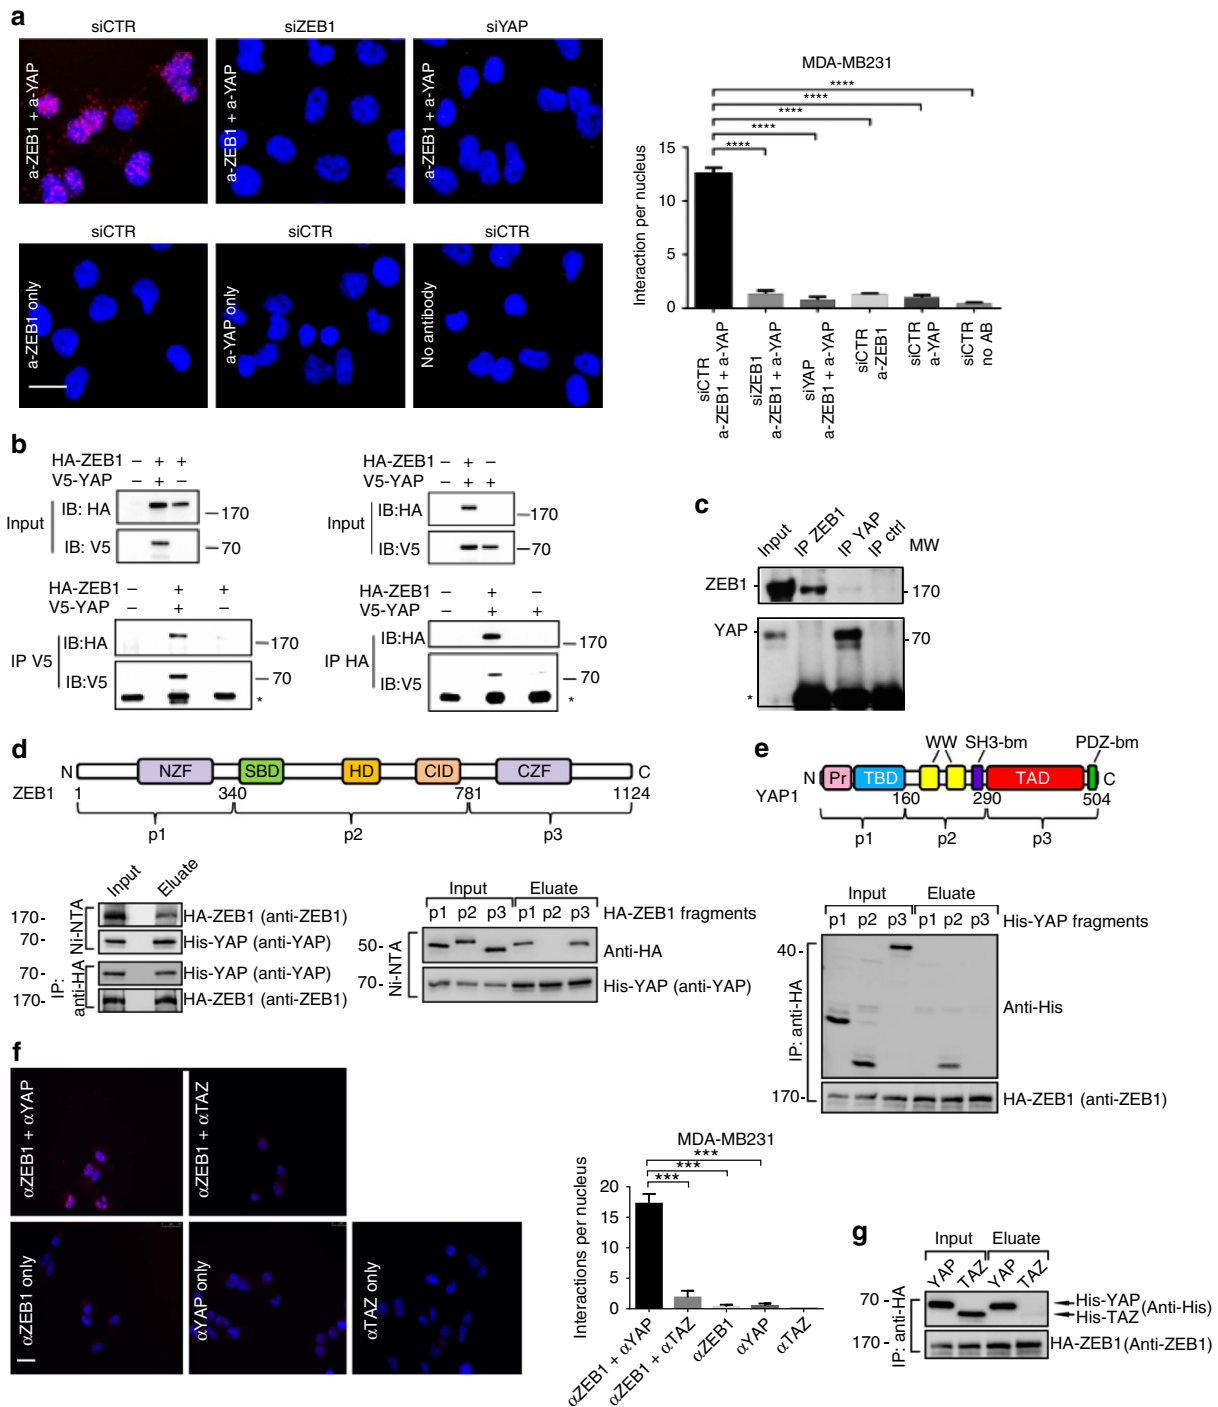 a
siCTR
siZEB1
siYAP
a-ZEB1 + a-YAP
a-ZEB1 + a-YAP
a-ZEB1 + a-YAP
siCTR
siCTR
siCTR
a-ZEB1 only
a-YAP only
No antibody
MDA-MB231
****
****
****
****
****
Interaction per nucleus
15
10
5
0
siCTR
a-ZEB1 + a-YAP
siZEB1
a-ZEB1 + a-YAP
siYAP
a-ZEB1 + a-YAP
siCTR
a-ZEB1
siCTR
a-YAP
siCTR
no AB
b
HA-ZEB1 – + +
V5-YAP – + –
Input
IB: HA
170
IB: V5
70
HA-ZEB1 – + +
V5-YAP – + –
IP V5
IB:HA
170
IB:V5
70
*
HA-ZEB1 – + –
V5-YAP – + +
Input
IB:HA
170
IB:V5
70
HA-ZEB1 – + –
V5-YAP – + +
IP HA
IB:HA
170
IB:V5
70
*
c
Input
IP ZEB1
IP YAP
IP ctrl
MW
ZEB1
170
YAP
70
*
d
N NZF SBD HD CID CZF C
ZEB1
1 340 781 1124
p1 p2 p3
Input Eluate
Ni-NTA
170- HA-ZEB1 (anti-ZEB1)
70- His-YAP (anti-YAP)
IP: anti-HA
70- His-YAP (anti-YAP)
170- HA-ZEB1 (anti-ZEB1)
Input Eluate
p1 p2 p3 p1 p2 p3 HA-ZEB1 fragments
Ni-NTA
50- Anti-HA
70- His-YAP (anti-YAP)
e
WW SH3-bm PDZ-bm
N Pr TBD TAD C
YAP1
160 290 504
p1 p2 p3
Input Eluate
p1 p2 p3 p1 p2 p3 His-YAP fragments
IP: anti-HA
40-
Anti-His
170- HA-ZEB1 (anti-ZEB1)
f
αZEB1 + αYAP
αZEB1 + αTAZ
αZEB1 only
αYAP only
αTAZ only
MDA-MB231
***
***
***
Interactions per nucleus
20
15
10
5
0
αZEB1 + αYAP
αZEB1 + αTAZ
αZEB1
αYAP
αTAZ
g
Input Eluate
YAP TAZ YAP TAZ
IP: anti-HA
70 - His-YAP (Anti-His)
His-TAZ
170 - HA-ZEB1 (Anti-ZEB1)